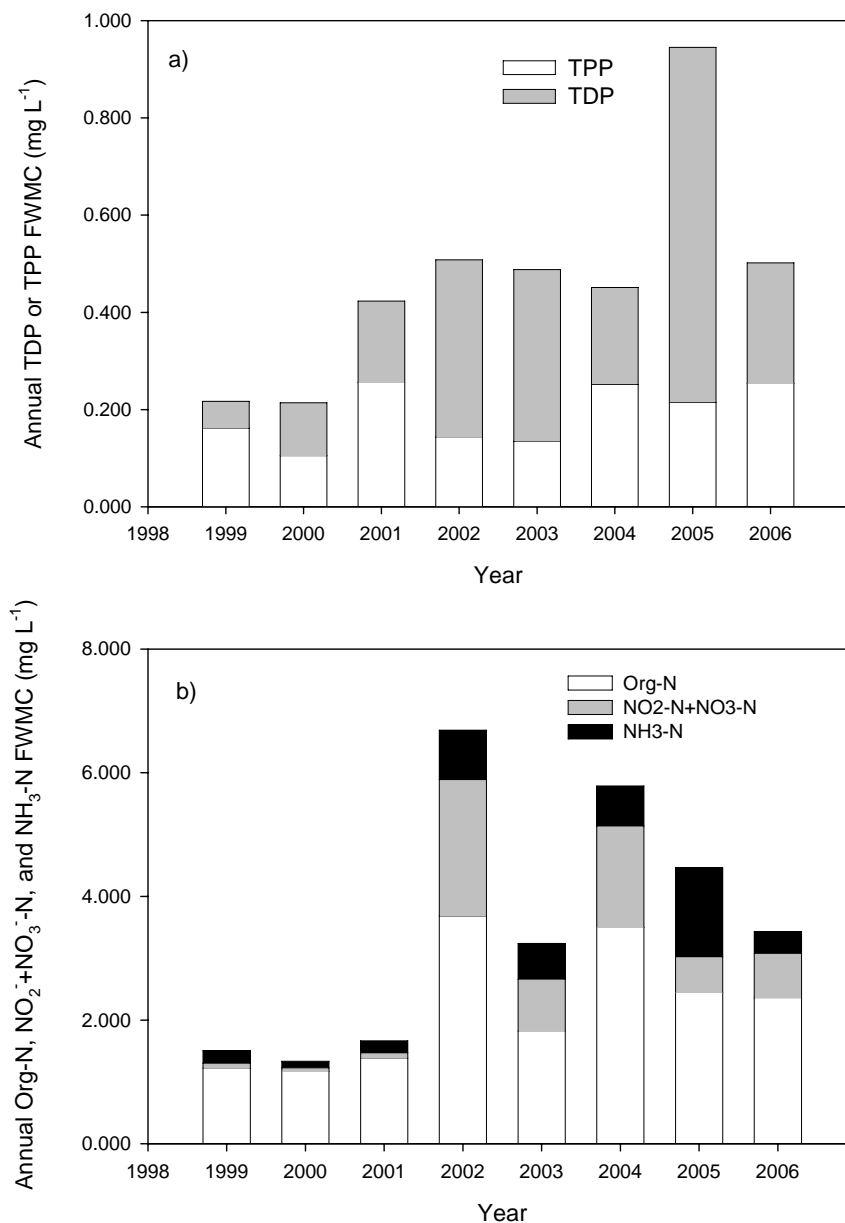 Annual TDP or TPP FWMC (mg L⁻¹)
1.000
0.800
0.600
0.400
0.200
0.000
a)
TPP
TDP
1998 1999 2000 2001 2002 2003 2004 2005 2006
Year
Annual Org-N, NO₂⁻+NO₃⁻-N, and NH₃-N FWMC (mg L⁻¹)
8.000
6.000
4.000
2.000
0.000
b)
Org-N
NO2-N+NO3-N
NH3-N
1998 1999 2000 2001 2002 2003 2004 2005 2006
Year